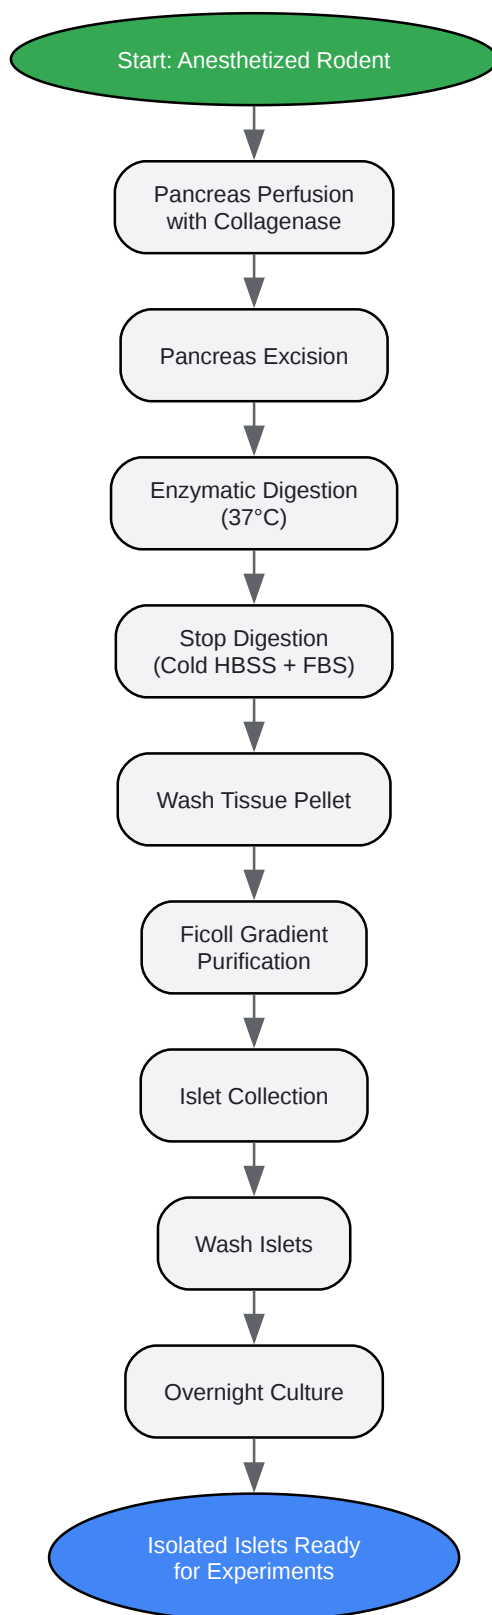 Start: Anesthetized Rodent
Pancreas Perfusion
with Collagenase
Pancreas Excision
Enzymatic Digestion
(37°C)
Stop Digestion
(Cold HBSS + FBS)
Wash Tissue Pellet
Ficoll Gradient
Purification
Islet Collection
Wash Islets
Overnight Culture
Isolated Islets Ready
for Experiments